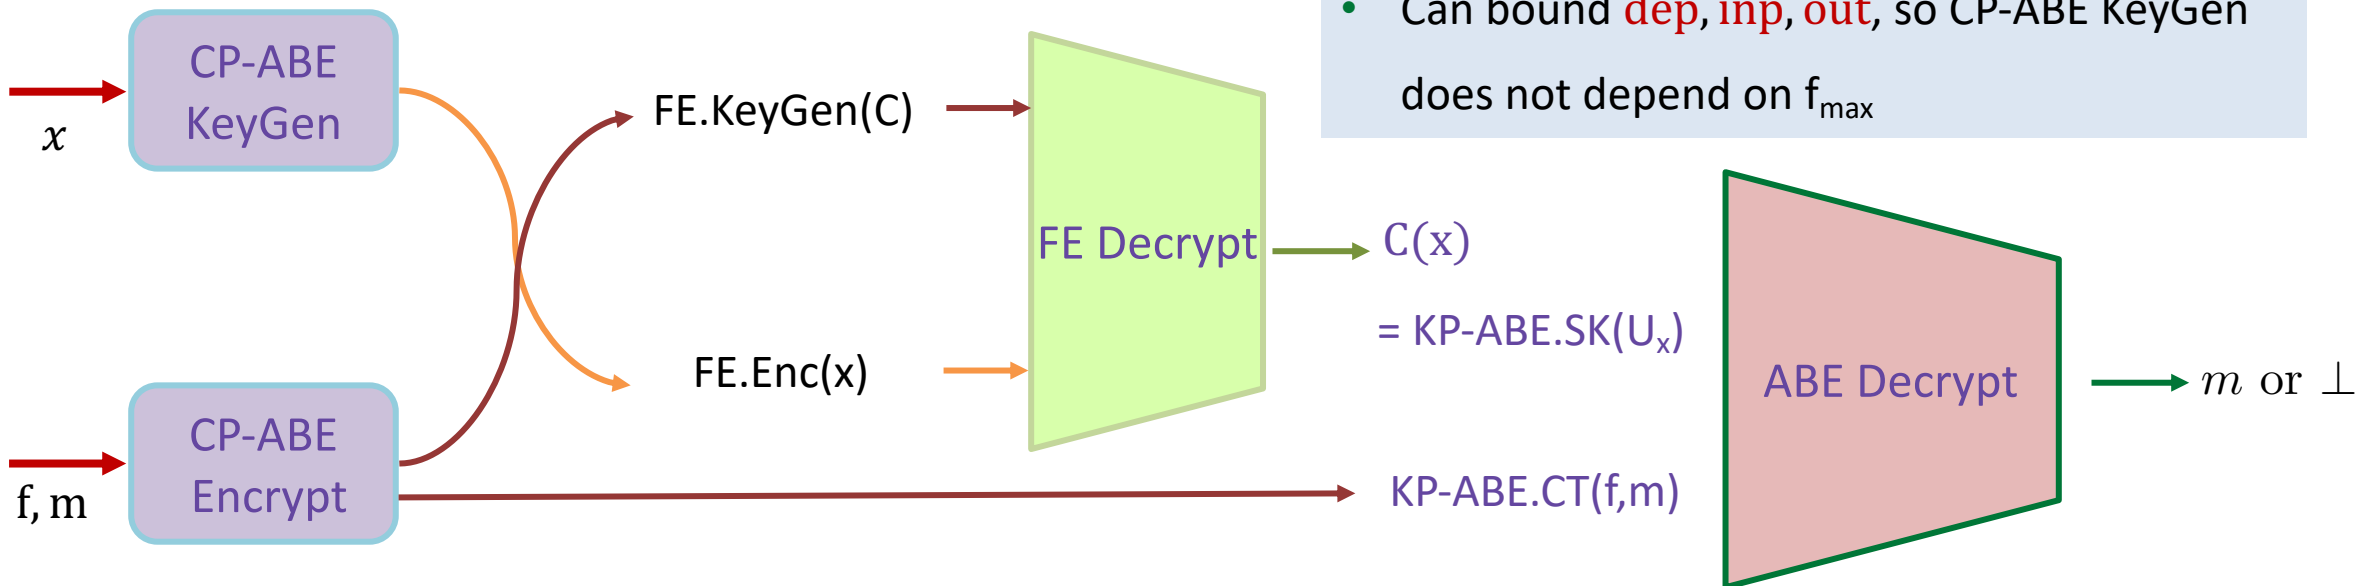 • Can bound dep, inp, out, so CP-ABE KeyGen
does not depend on fmax
CP-ABE
KeyGen
x
FE.KeyGen(C)
FE Decrypt
C(x)
= KP-ABE.SK(Ux)
FE.Enc(x)
ABE Decrypt
m or ⊥
CP-ABE
Encrypt
f, m
KP-ABE.CT(f,m)